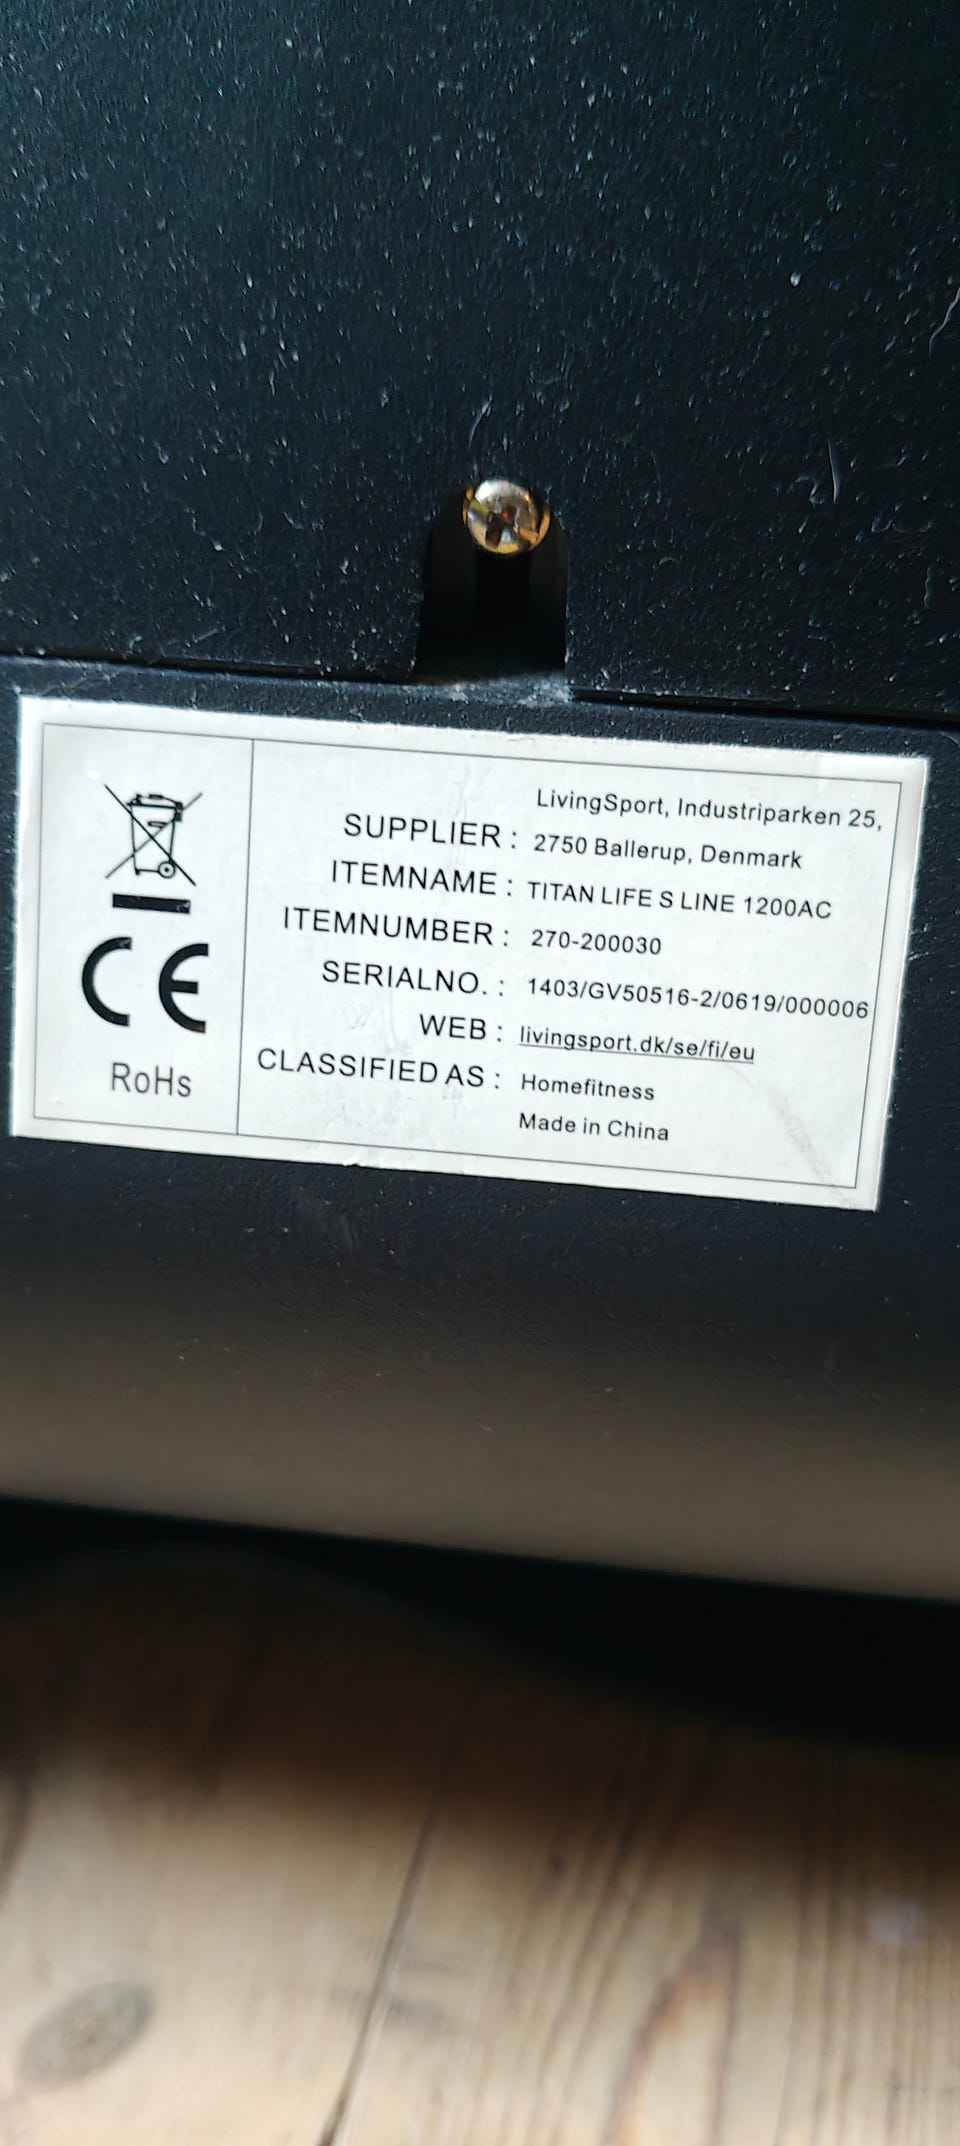 LivingSport, Industriparken 25,
SUPPLIER : 2750 Ballerup, Denmark
ITEMNAME : TITAN LIFE S LINE 1200AC
ITEMNUMBER : 270-200030
SERIALNO. : 1403/GV50516-2/0619/000006
WEB : livingsport.dk/se/fi/eu
CLASSIFIED AS : Homefitness
Made in China
CE
RoHs